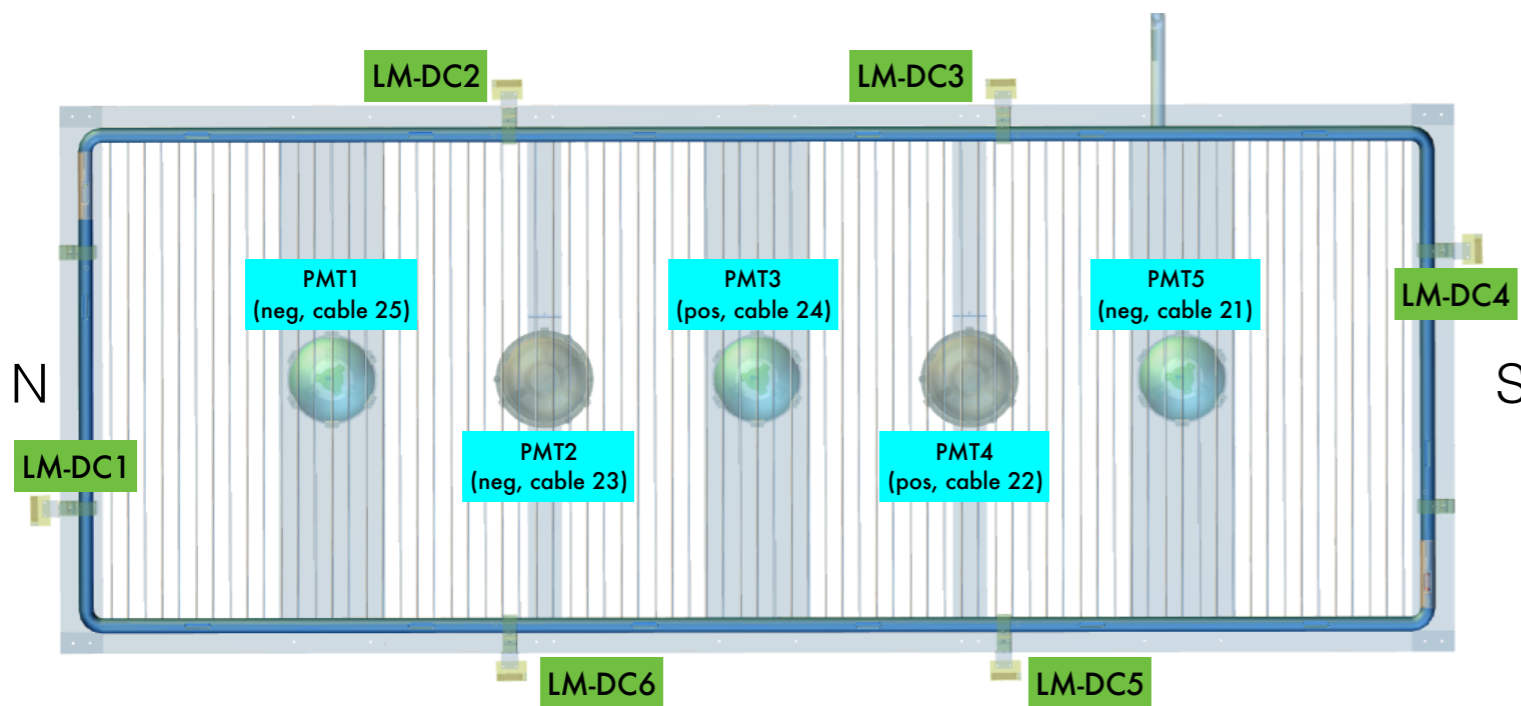 LM-DC2
LM-DC3
PMT1
(neg, cable 25)
PMT3
(pos, cable 24)
PMT5
(neg, cable 21)
LM-DC4
N
S
LM-DC1
PMT2
(neg, cable 23)
PMT4
(pos, cable 22)
LM-DC6
LM-DC5